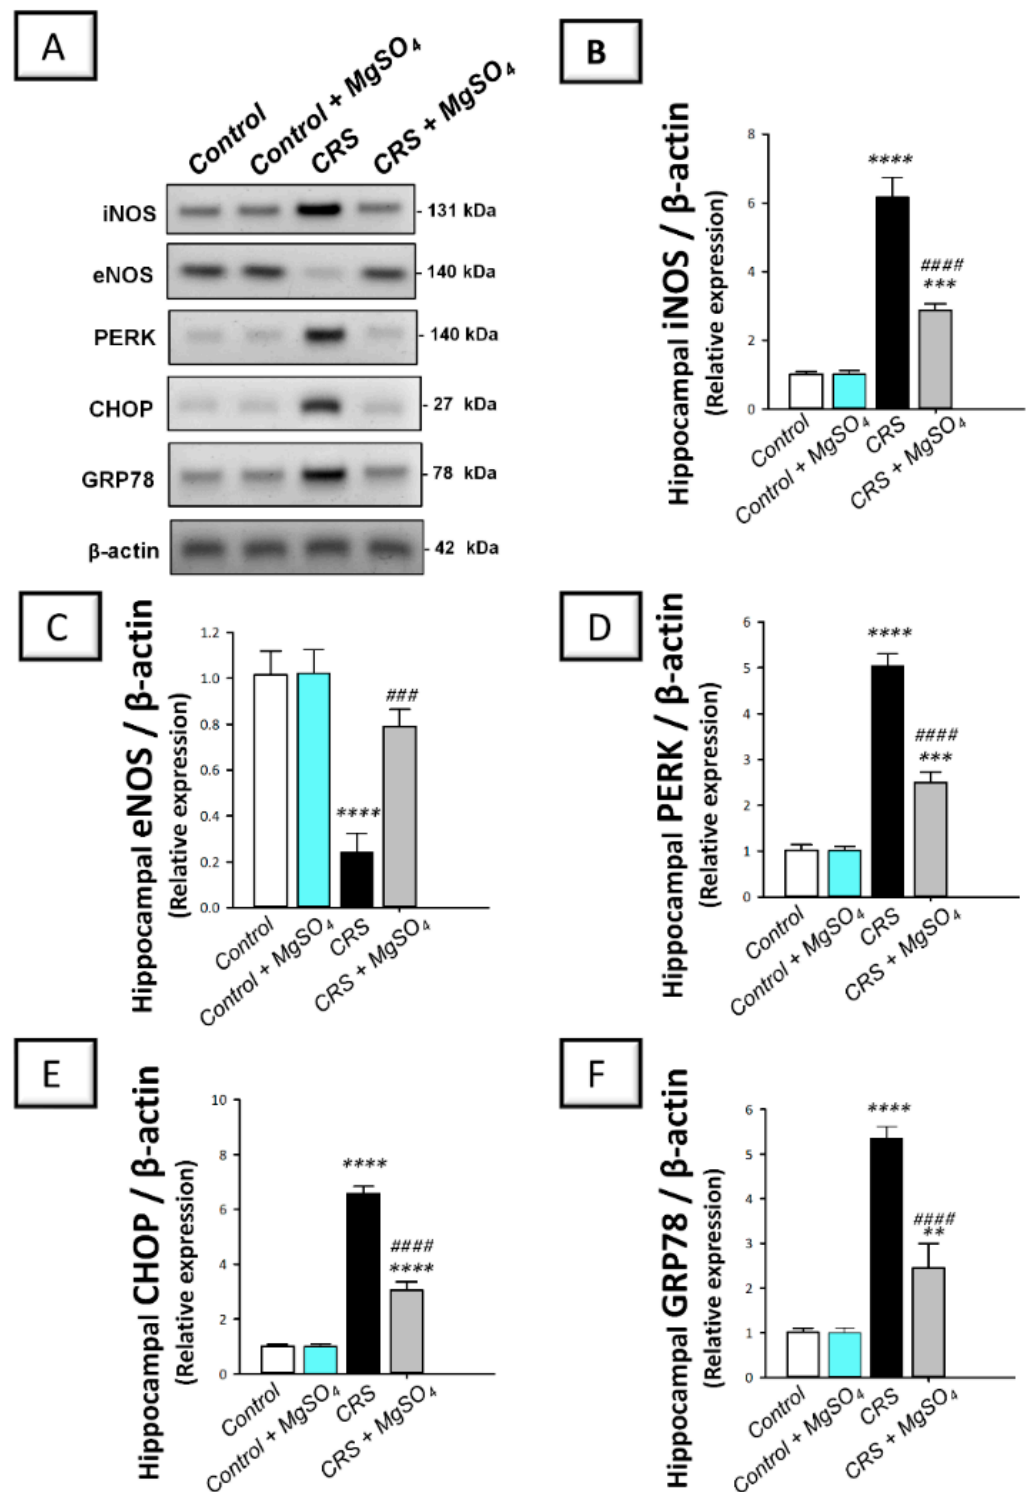 A
Control
Control + MgSO4
CRS
CRS + MgSO4
iNOS
- 131 kDa
eNOS
- 140 kDa
PERK
- 140 kDa
CHOP
- 27 kDa
GRP78
- 78 kDa
β-actin
- 42 kDa
B
Hippocampal iNOS / β-actin
(Relative expression)
8
6
4
2
0
****
####
***
Control
Control + MgSO4
CRS
CRS + MgSO4
C
Hippocampal eNOS / β-actin
(Relative expression)
1.2
1.0
0.8
0.6
0.4
0.2
0.0
****
###
Control
Control + MgSO4
CRS
CRS + MgSO4
D
Hippocampal PERK / β-actin
(Relative expression)
6
5
4
3
2
1
0
****
####
***
Control
Control + MgSO4
CRS
CRS + MgSO4
E
Hippocampal CHOP / β-actin
(Relative expression)
10
8
6
4
2
0
****
####
****
Control
Control + MgSO4
CRS
CRS + MgSO4
F
Hippocampal GRP78 / β-actin
(Relative expression)
6
5
4
3
2
1
0
****
####
**
Control
Control + MgSO4
CRS
CRS + MgSO4